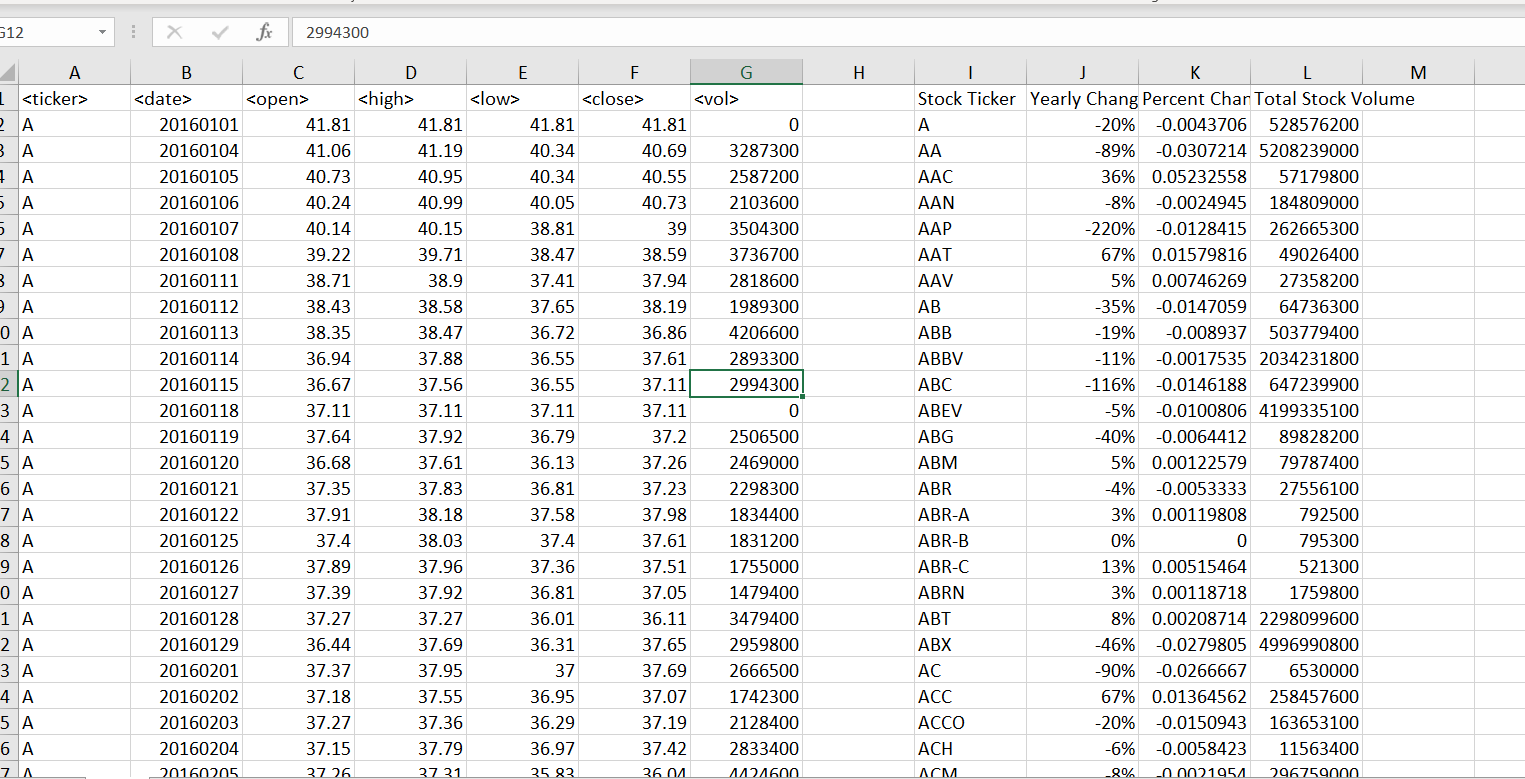 G12 fx 2994300
A B C D E F G H I J K L M
1 <ticker> <date> <open> <high> <low> <close> <vol> Stock Ticker Yearly Chang Percent Chan Total Stock Volume
2 A 20160101 41.81 41.81 41.81 41.81 0 A -20% -0.0043706 528576200
3 A 20160104 41.06 41.19 40.34 40.69 3287300 AA -89% -0.0307214 5208239000
4 A 20160105 40.73 40.95 40.34 40.55 2587200 AAC 36% 0.05232558 57179800
5 A 20160106 40.24 40.99 40.05 40.73 2103600 AAN -8% -0.0024945 184809000
6 A 20160107 40.14 40.15 38.81 39 3504300 AAP -220% -0.0128415 262665300
7 A 20160108 39.22 39.71 38.47 38.59 3736700 AAT 67% 0.01579816 49026400
8 A 20160111 38.71 38.9 37.41 37.94 2818600 AAV 5% 0.00746269 27358200
9 A 20160112 38.43 38.58 37.65 38.19 1989300 AB -35% -0.0147059 64736300
0 A 20160113 38.35 38.47 36.72 36.86 4206600 ABB -19% -0.008937 503779400
1 A 20160114 36.94 37.88 36.55 37.61 2893300 ABBV -11% -0.0017535 2034231800
2 A 20160115 36.67 37.56 36.55 37.11 2994300 ABC -116% -0.0146188 647239900
3 A 20160118 37.11 37.11 37.11 37.11 0 ABEV -5% -0.0100806 4199335100
4 A 20160119 37.64 37.92 36.79 37.2 2506500 ABG -40% -0.0064412 89828200
5 A 20160120 36.68 37.61 36.13 37.26 2469000 ABM 5% 0.00122579 79787400
6 A 20160121 37.35 37.83 36.81 37.23 2298300 ABR -4% -0.0053333 27556100
7 A 20160122 37.91 38.18 37.58 37.98 1834400 ABR-A 3% 0.00119808 792500
8 A 20160125 37.4 38.03 37.4 37.61 1831200 ABR-B 0% 0 795300
9 A 20160126 37.89 37.96 37.36 37.51 1755000 ABR-C 13% 0.00515464 521300
0 A 20160127 37.39 37.92 36.81 37.05 1479400 ABRN 3% 0.00118718 1759800
1 A 20160128 37.27 37.27 36.01 36.11 3479400 ABT 8% 0.00208714 2298099600
2 A 20160129 36.44 37.69 36.31 37.65 2959800 ABX -46% -0.0279805 4996990800
3 A 20160201 37.37 37.95 37 37.69 2666500 AC -90% -0.0266667 6530000
4 A 20160202 37.18 37.55 36.95 37.07 1742300 ACC 67% 0.01364562 258457600
5 A 20160203 37.27 37.36 36.29 37.19 2128400 ACCO -20% -0.0150943 163653100
6 A 20160204 37.15 37.79 36.97 37.42 2833400 ACH -6% -0.0058423 11563400
7 A 20160205 37.26 37.31 35.83 36.04 4424600 ACM -8% -0.0021954 296759000